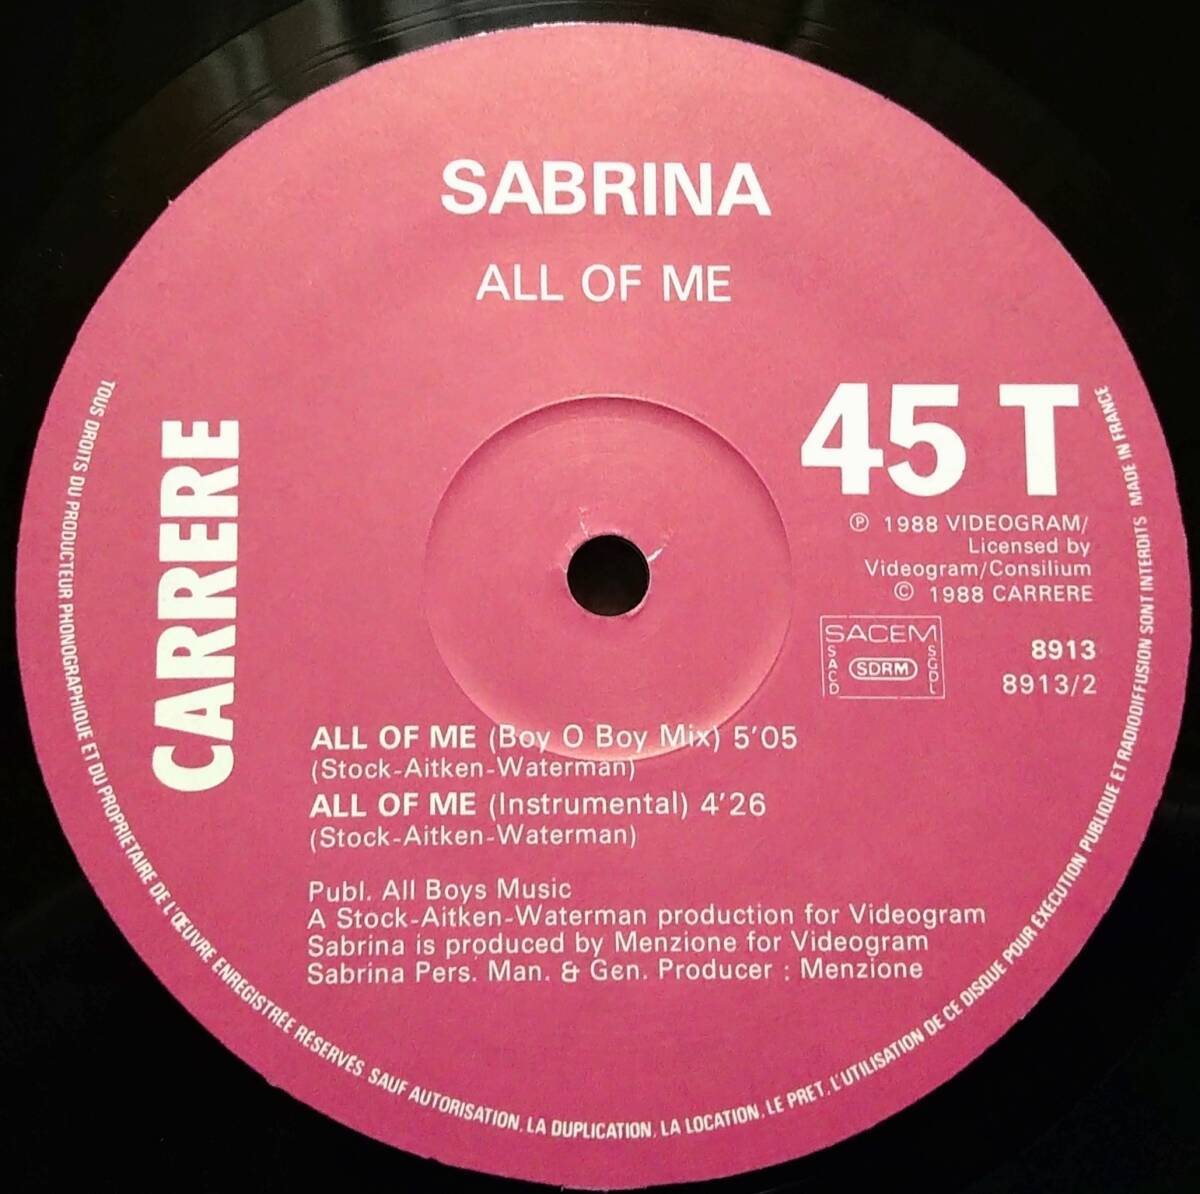 SABRINA
ALL OF ME
CARRERE
45 T
℗ 1988 VIDEOGRAM/
Licensed by
Videogram/Consilium
© 1988 CARRERE
SACEM
SACD
SDRM
SGDL
8913
8913/2
ALL OF ME (Boy O Boy Mix) 5'05
(Stock-Aitken-Waterman)
ALL OF ME (Instrumental) 4'26
(Stock-Aitken-Waterman)
Publ. All Boys Music
A Stock-Aitken-Waterman production for Videogram
Sabrina is produced by Menzione for Videogram
Sabrina Pers. Man. & Gen. Producer : Menzione
TOUS DROITS DU PRODUCTEUR PHONOGRAPHIQUE ET DU PROPRIETAIRE DE L'ŒUVRE ENREGISTREE RÉSERVÉS. SAUF AUTORISATION, LA DUPLICATION, LA LOCATION, LE PRET, L'UTILISATION DE CE DISQUE POUR EXECUTION PUBLIQUE ET RADIODIFFUSION SONT INTERDITS MADE IN FRANCE